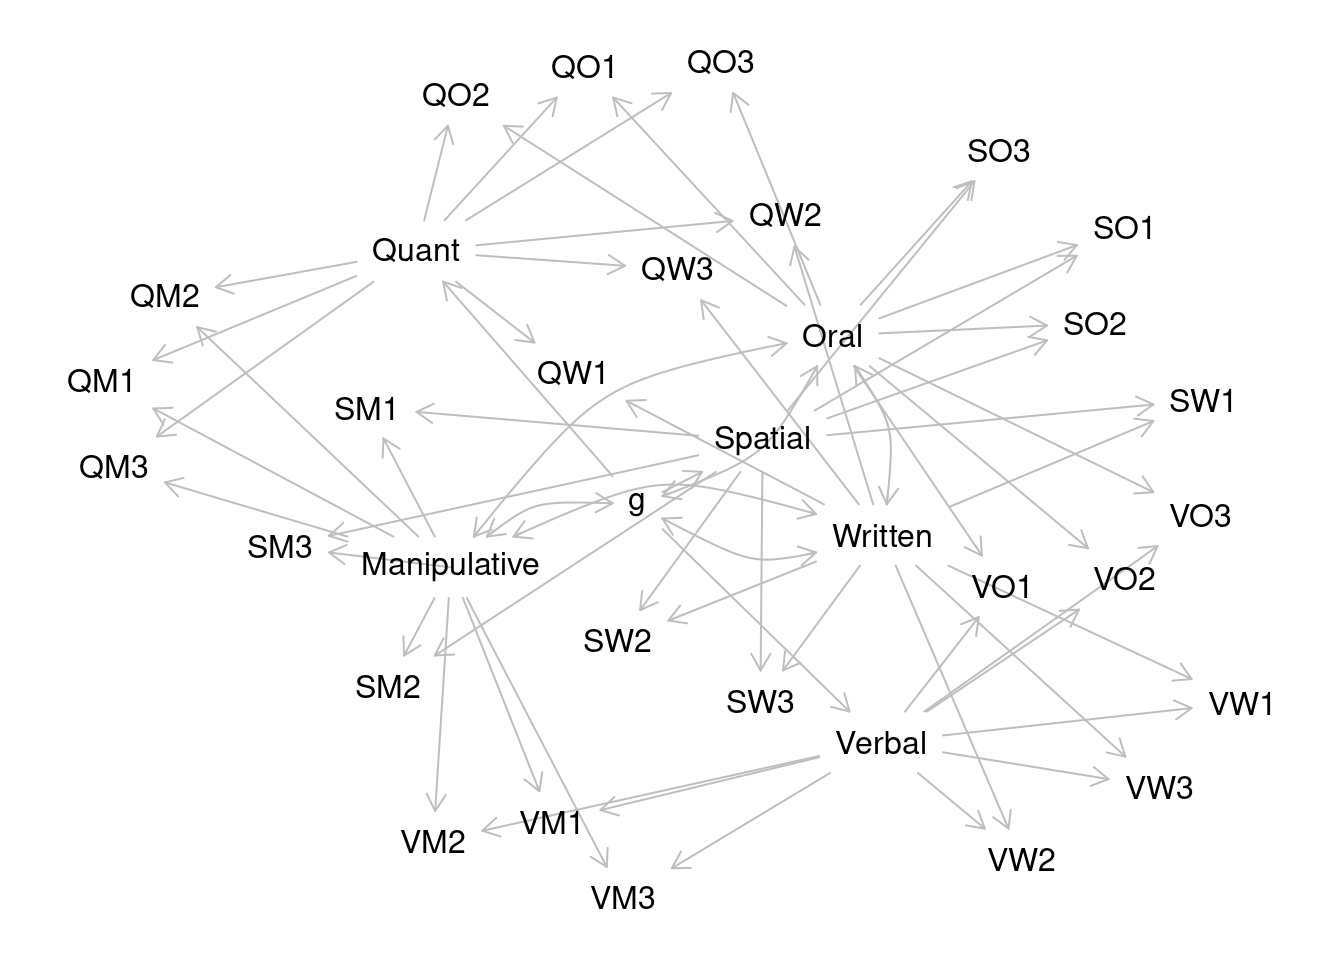 QO1
QO3
QO2
SO3
QW2
SO1
Quant
QW3
QM2
SO2
Oral
QW1
QM1
SM1
SW1
Spatial
QM3
g
VO3
Written
SM3
Manipulative
VO1
VO2
SW2
SM2
SW3
VW1
Verbal
VW3
VM1
VM2
VW2
VM3